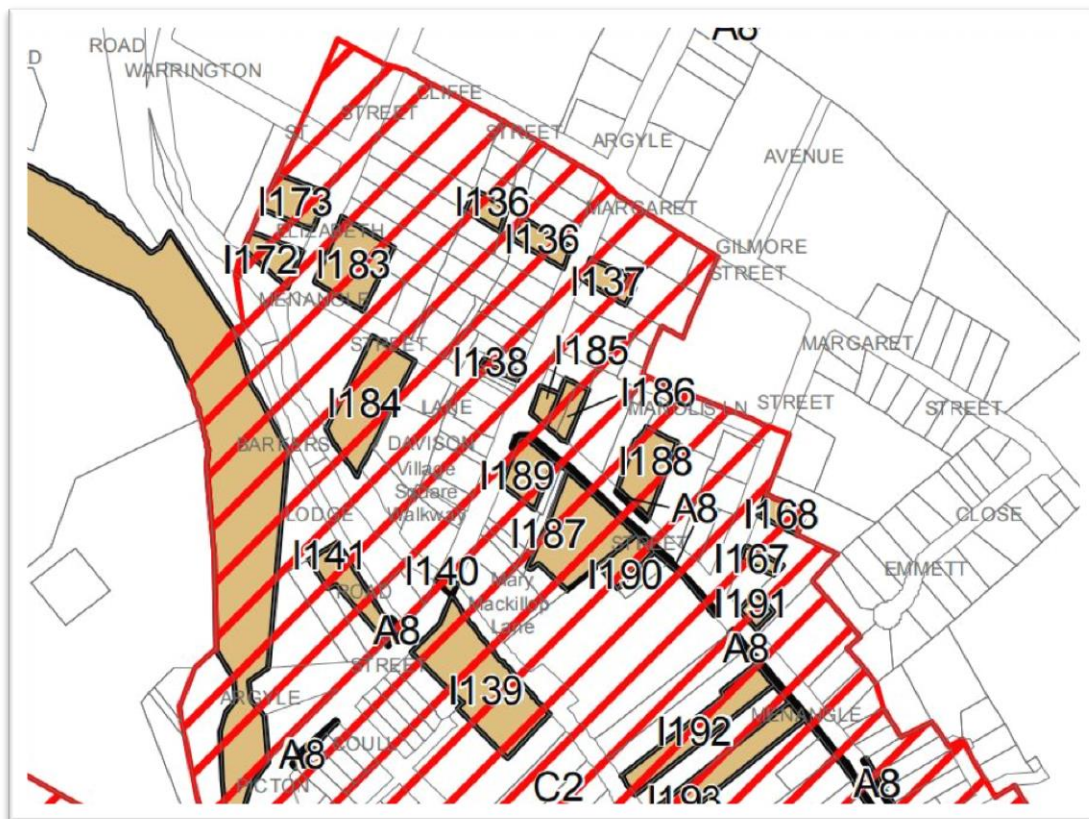 A8
ROAD
D
WARRINGTON
CLIFFE
STREET
ST
STREET
ARGYLE
AVENUE
I173
I136
MARGARET
ELIZABETH
I136
GILMORE
STREET
I172
I183
I137
MENANGLE
STREET
I138
I185
MARGARET
I186
I184
LANE
MANOLIS LN
STREET
STREET
BARKERS
DAVISON
Village
Square
Walkway
I189
I188
A8
I168
CLOSE
LODGE
I187
STREET
I141
I140
I190
I167
EMMETT
ROAD
Mary
Mackillop
Lane
I191
A8
A8
STREET
ARGYLE
I139
MENANGLE
I192
A8
COULL
PICTON
C2
I193
A8